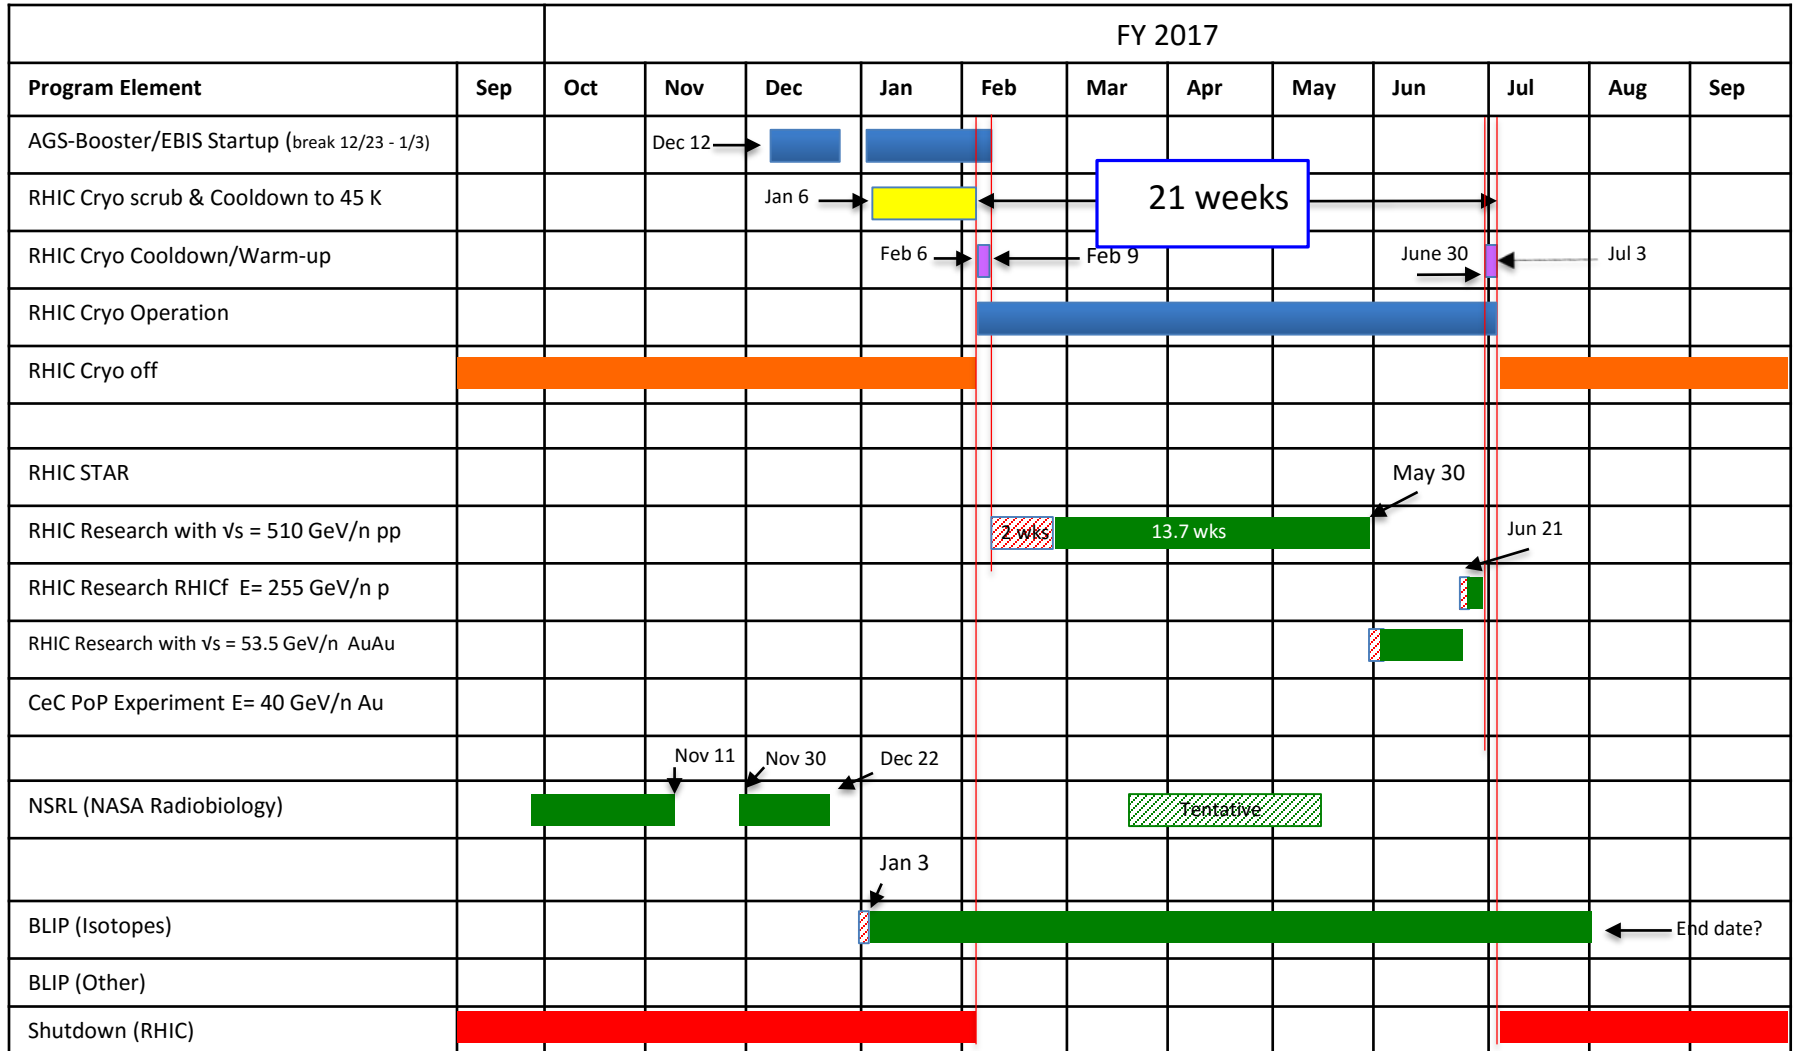 FY 2017
Program Element Sep Oct Nov Dec Jan Feb Mar Apr May Jun Jul Aug Sep
AGS-Booster/EBIS Startup (break 12/23 - 1/3) Dec 12
RHIC Cryo scrub & Cooldown to 45 K Jan 6 21 weeks
RHIC Cryo Cooldown/Warm-up Feb 6 Feb 9 June 30 Jul 3
RHIC Cryo Operation
RHIC Cryo off
RHIC STAR May 30
RHIC Research with √s = 510 GeV/n pp 2 wks 13.7 wks Jun 21
RHIC Research RHICf E= 255 GeV/n p
RHIC Research with √s = 53.5 GeV/n AuAu
CeC PoP Experiment E= 40 GeV/n Au
Nov 11 Nov 30 Dec 22
NSRL (NASA Radiobiology) Tentative
Jan 3
BLIP (Isotopes) End date?
BLIP (Other)
Shutdown (RHIC)